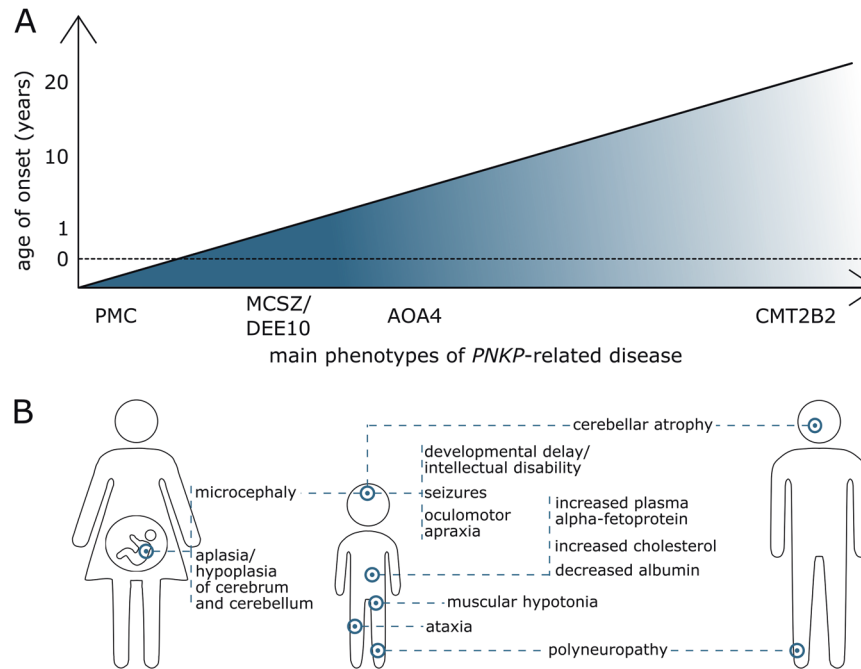 A
age of onset (years)
20
10
1
0
PMC
MCSZ/
DEE10
AOA4
CMT2B2
main phenotypes of PNKP-related disease
B
cerebellar atrophy
developmental delay/
intellectual disability
microcephaly
seizures
oculomotor
apraxia
increased plasma
alpha-fetoprotein
increased cholesterol
decreased albumin
aplasia/
hypoplasia
of cerebrum
and cerebellum
muscular hypotonia
ataxia
polyneuropathy